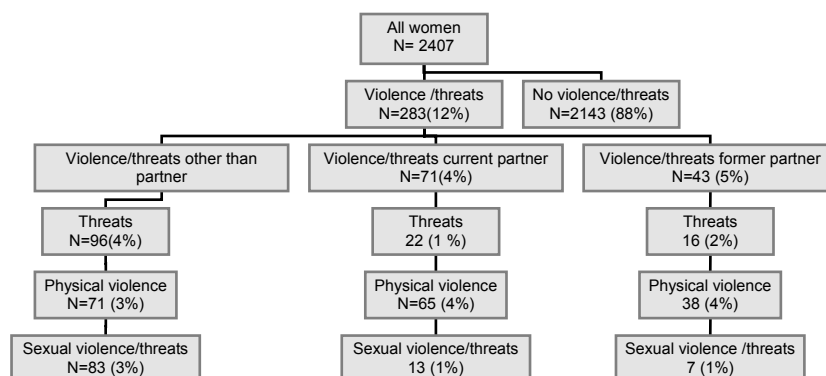 All women
N= 2407
Violence /threats
N=283(12%)
No violence/threats
N=2143 (88%)
Violence/threats other than
partner
Violence/threats current partner
N=71(4%)
Violence/threats former partner
N=43 (5%)
Threats
N=96(4%)
Threats
22 (1 %)
Threats
16 (2%)
Physical violence
N=71 (3%)
Physical violence
N=65 (4%)
Physical violence
38 (4%)
Sexual violence/threats
N=83 (3%)
Sexual violence/threats
13 (1%)
Sexual violence /threats
7 (1%)